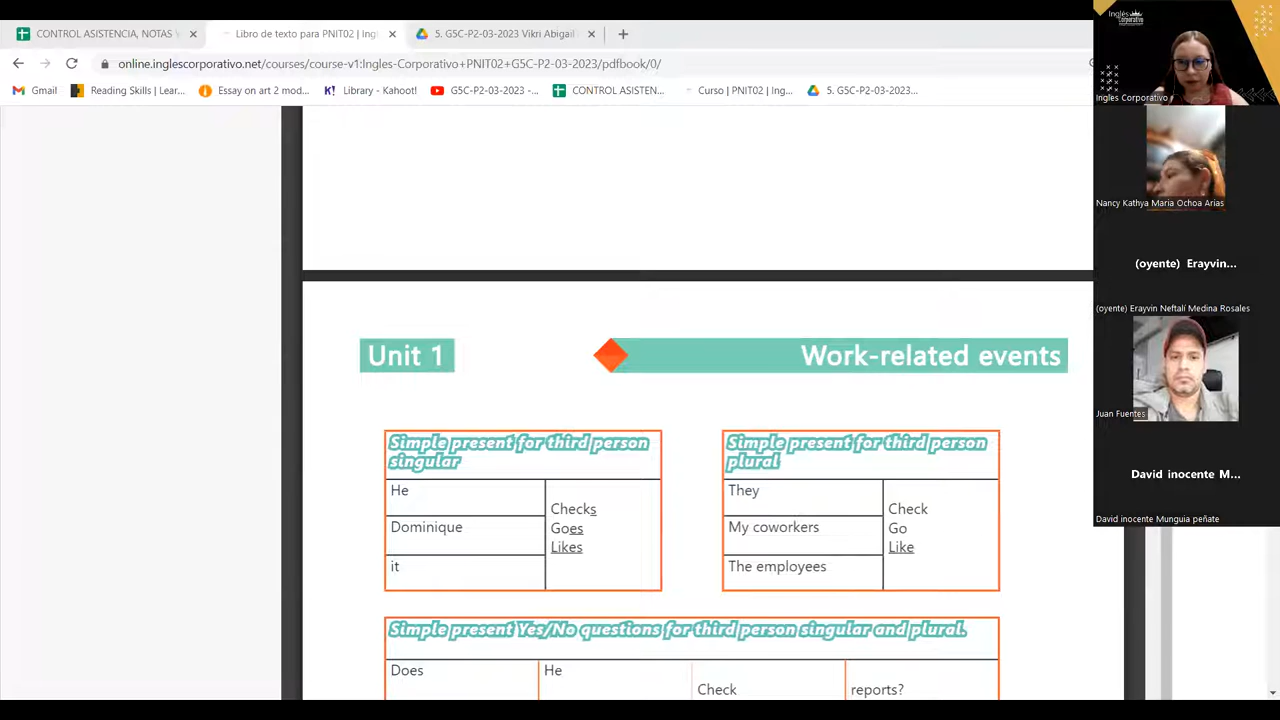 CONTROL ASISTENCIA, NOTAS
Libro de texto para PNIT02 | Ingl
5. G5C-P2-03-2023 Vikri Abigail
online.inglescorporativo.net/courses/course-v1:Ingles-Corporativo+PNIT02+G5C-P2-03-2023/pdfbook/0/
Gmail
Reading Skills | Lear...
Essay on art 2 mod...
Library - Kahoot!
G5C-P2-03-2023 -...
CONTROL ASISTEN...
Curso | PNIT02 | Ing...
5. G5C-P2-03-2023...
Unit 1
Work-related events
Simple present for third person
singular
He
Dominique
it
Checks
Goes
Likes
Simple present for third person
plural
They
My coworkers
The employees
Check
Go
Like
Simple present Yes/No questions for third person singular and plural.
Does
He
Check
reports?
Inglés
Corporativo
Ingles Corporativo
Nancy Kathya Maria Ochoa Arias
(oyente) Erayvin...
(oyente) Erayvin Neftalí Medina Rosales
Juan Fuentes
David inocente M...
David inocente Munguia peñate